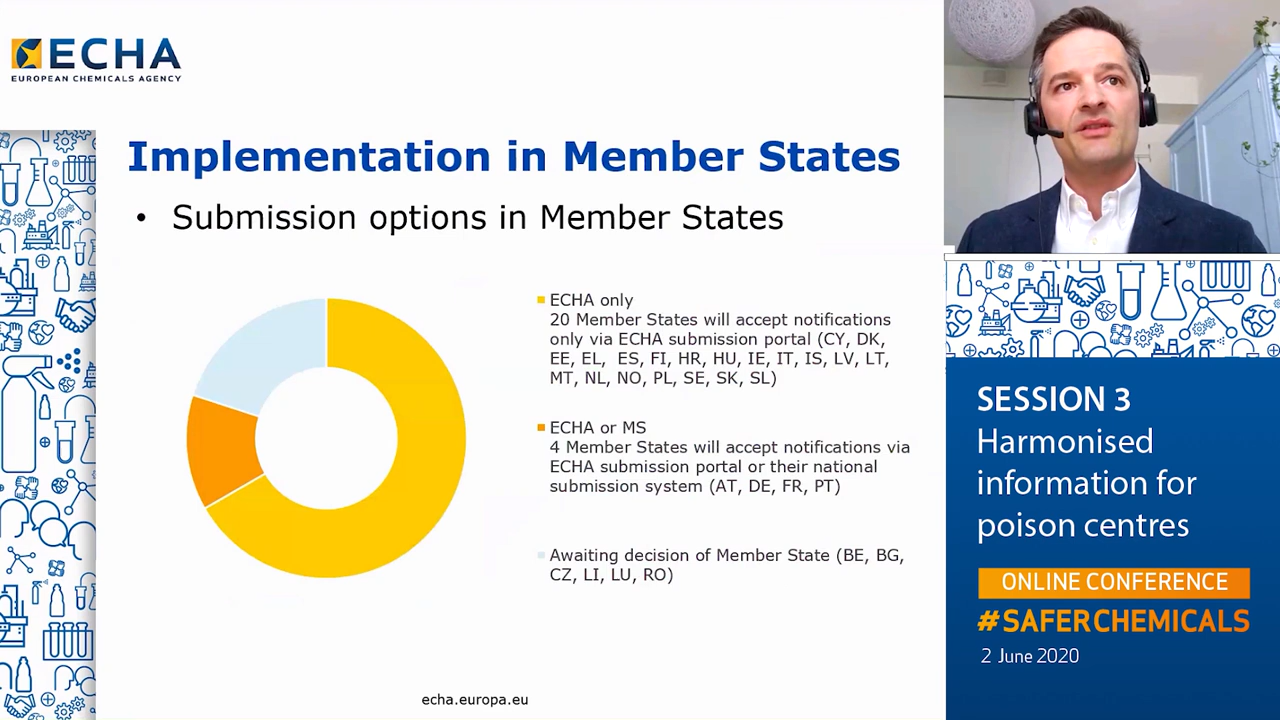 ECHA
EUROPEAN CHEMICALS AGENCY
Implementation in Member States
• Submission options in Member States
ECHA only
20 Member States will accept notifications
only via ECHA submission portal (CY, DK,
EE, EL, ES, FI, HR, HU, IE, IT, IS, LV, LT,
MT, NL, NO, PL, SE, SK, SL)
ECHA or MS
4 Member States will accept notifications via
ECHA submission portal or their national
submission system (AT, DE, FR, PT)
Awaiting decision of Member State (BE, BG,
CZ, LI, LU, RO)
echa.europa.eu
SESSION 3
Harmonised
information for
poison centres
ONLINE CONFERENCE
#SAFERCHEMICALS
2 June 2020